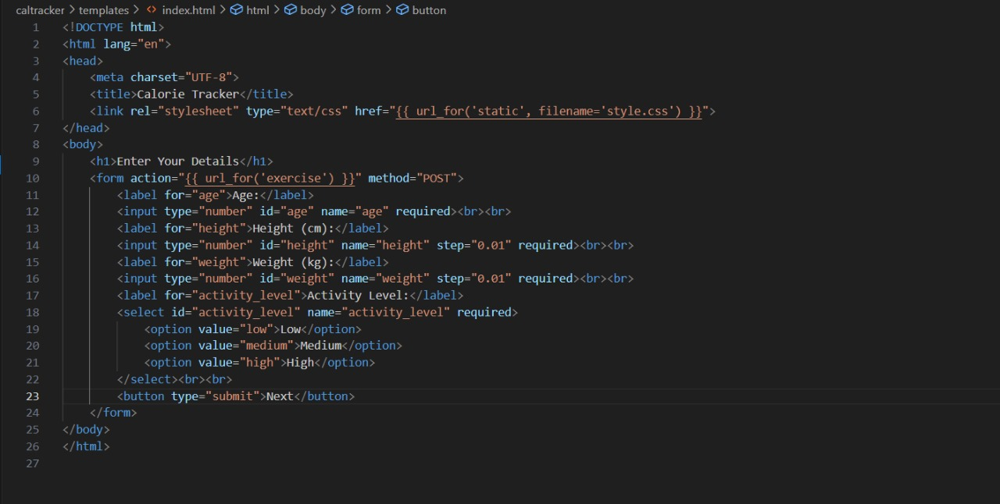 caltracker > templates > <> index.html > html > body > form > button
1 <!DOCTYPE html>
2 <html lang="en">
3 <head>
4     <meta charset="UTF-8">
5     <title>Calorie Tracker</title>
6     <link rel="stylesheet" type="text/css" href="{{ url_for('static', filename='style.css') }}">
7 </head>
8 <body>
9     <h1>Enter Your Details</h1>
10     <form action="{{ url_for('exercise') }}" method="POST">
11         <label for="age">Age:</label>
12         <input type="number" id="age" name="age" required><br><br>
13         <label for="height">Height (cm):</label>
14         <input type="number" id="height" name="height" step="0.01" required><br><br>
15         <label for="weight">Weight (kg):</label>
16         <input type="number" id="weight" name="weight" step="0.01" required><br><br>
17         <label for="activity_level">Activity Level:</label>
18         <select id="activity_level" name="activity_level" required>
19             <option value="low">Low</option>
20             <option value="medium">Medium</option>
21             <option value="high">High</option>
22         </select><br><br>
23         <button type="submit">Next</button>
24     </form>
25 </body>
26 </html>
27